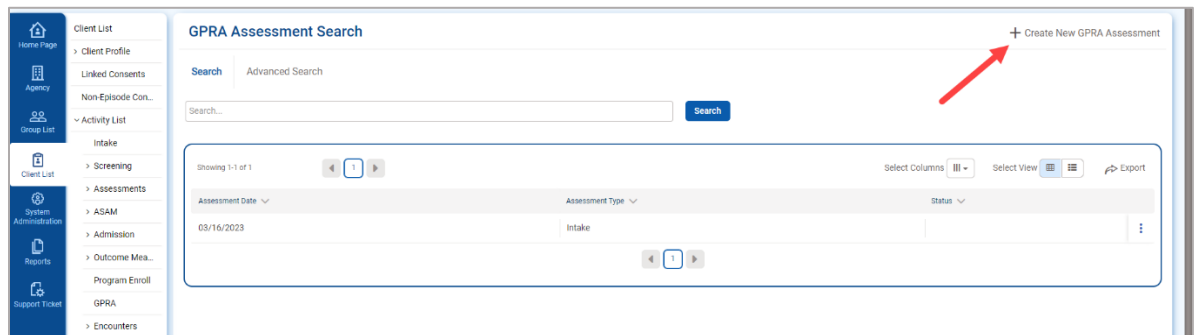 Home Page
Agency
Group List
Client List
System
Administration
Reports
Support Ticket
Client List
Client Profile
Linked Consents
Non-Episode Con...
Activity List
Intake
Screening
Assessments
ASAM
Admission
Outcome Mea...
Program Enroll
GPRA
Encounters
GPRA Assessment Search
+ Create New GPRA Assessment
Search Advanced Search
Search... Search
Showing 1-1 of 1 1 Select Columns Select View Export
Assessment Date Assessment Type Status
03/16/2023 Intake
1